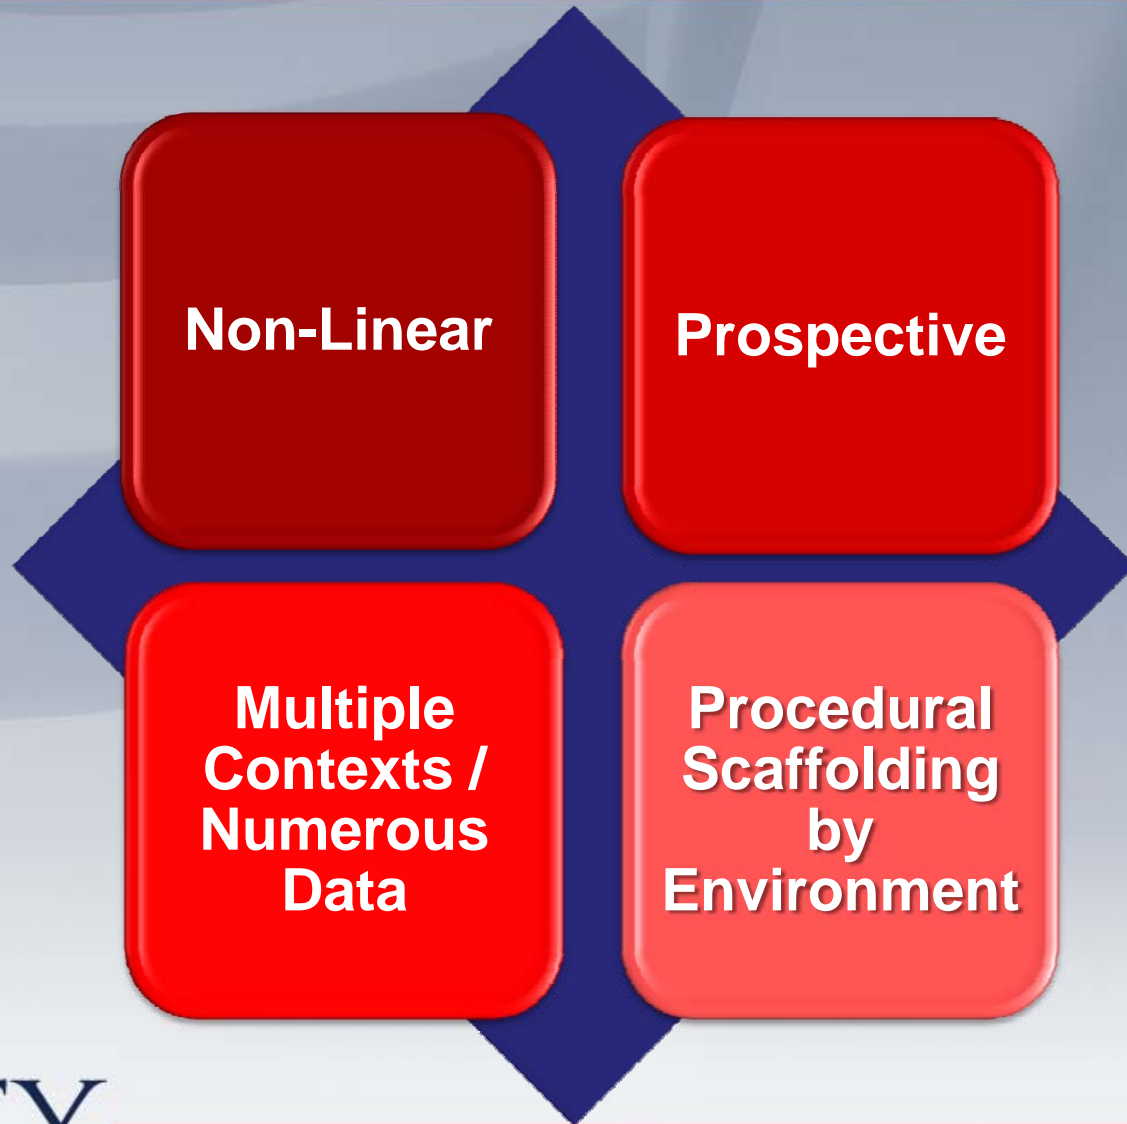 Non-Linear
Prospective
Multiple
Contexts /
Numerous
Data
Procedural
Scaffolding
by
Environment